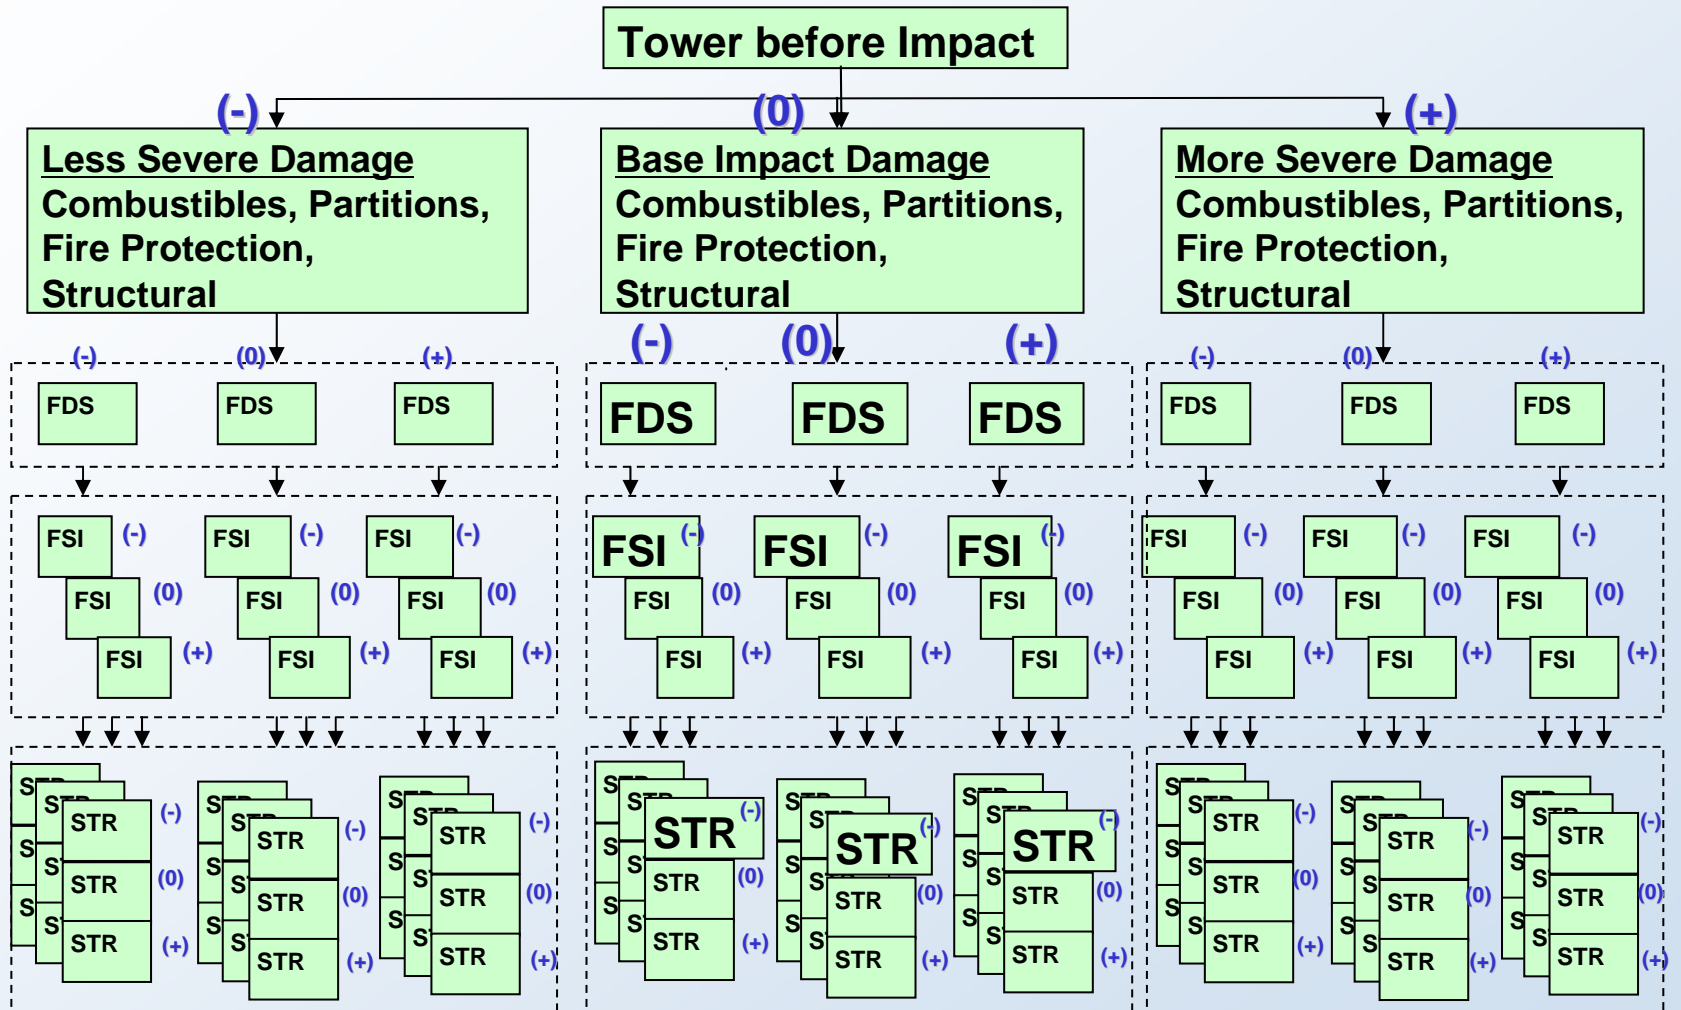 Tower before Impact
(-) (0) (+)
Less Severe Damage
Combustibles, Partitions,
Fire Protection,
Structural
Base Impact Damage
Combustibles, Partitions,
Fire Protection,
Structural
More Severe Damage
Combustibles, Partitions,
Fire Protection,
Structural
(-) (0) (+) (-) (0) (+) (-) (0) (+)
FDS FDS FDS FDS FDS FDS FDS FDS FDS
FSI (-) FSI (-) FSI (-) FSI (-) FSI (-) FSI (-) FSI (-) FSI (-) FSI (-)
FSI (0) FSI (0) FSI (0) FSI (0) FSI (0) FSI (0) FSI (0) FSI (0) FSI (0)
FSI (+) FSI (+) FSI (+) FSI (+) FSI (+) FSI (+) FSI (+) FSI (+) FSI (+)
STR (-) STR (-) STR (-) STR (-) STR (-) STR (-) STR (-) STR (-) STR (-)
STR (0) STR (0) STR (0) STR (0) STR (0) STR (0) STR (0) STR (0) STR (0)
STR (+) STR (+) STR (+) STR (+) STR (+) STR (+) STR (+) STR (+) STR (+)